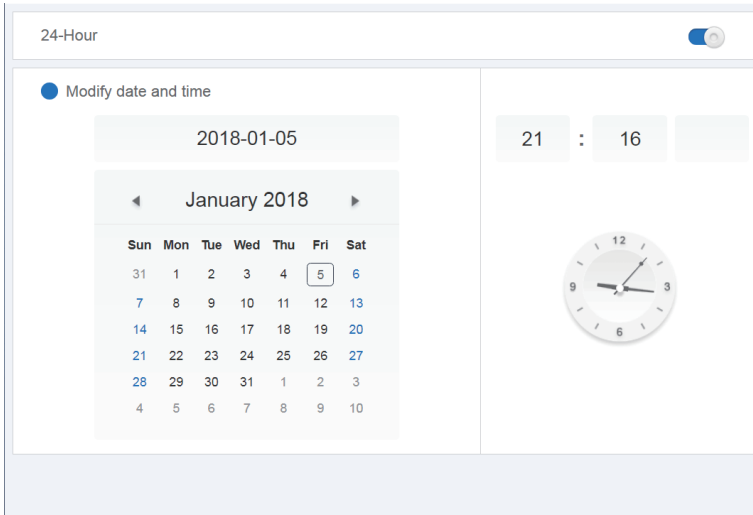 24-Hour
Modify date and time
2018-01-05
21 : 16
January 2018
Sun Mon Tue Wed Thu Fri Sat
31 1 2 3 4 5 6
7 8 9 10 11 12 13
14 15 16 17 18 19 20
21 22 23 24 25 26 27
28 29 30 31 1 2 3
4 5 6 7 8 9 10
12
9 3
6